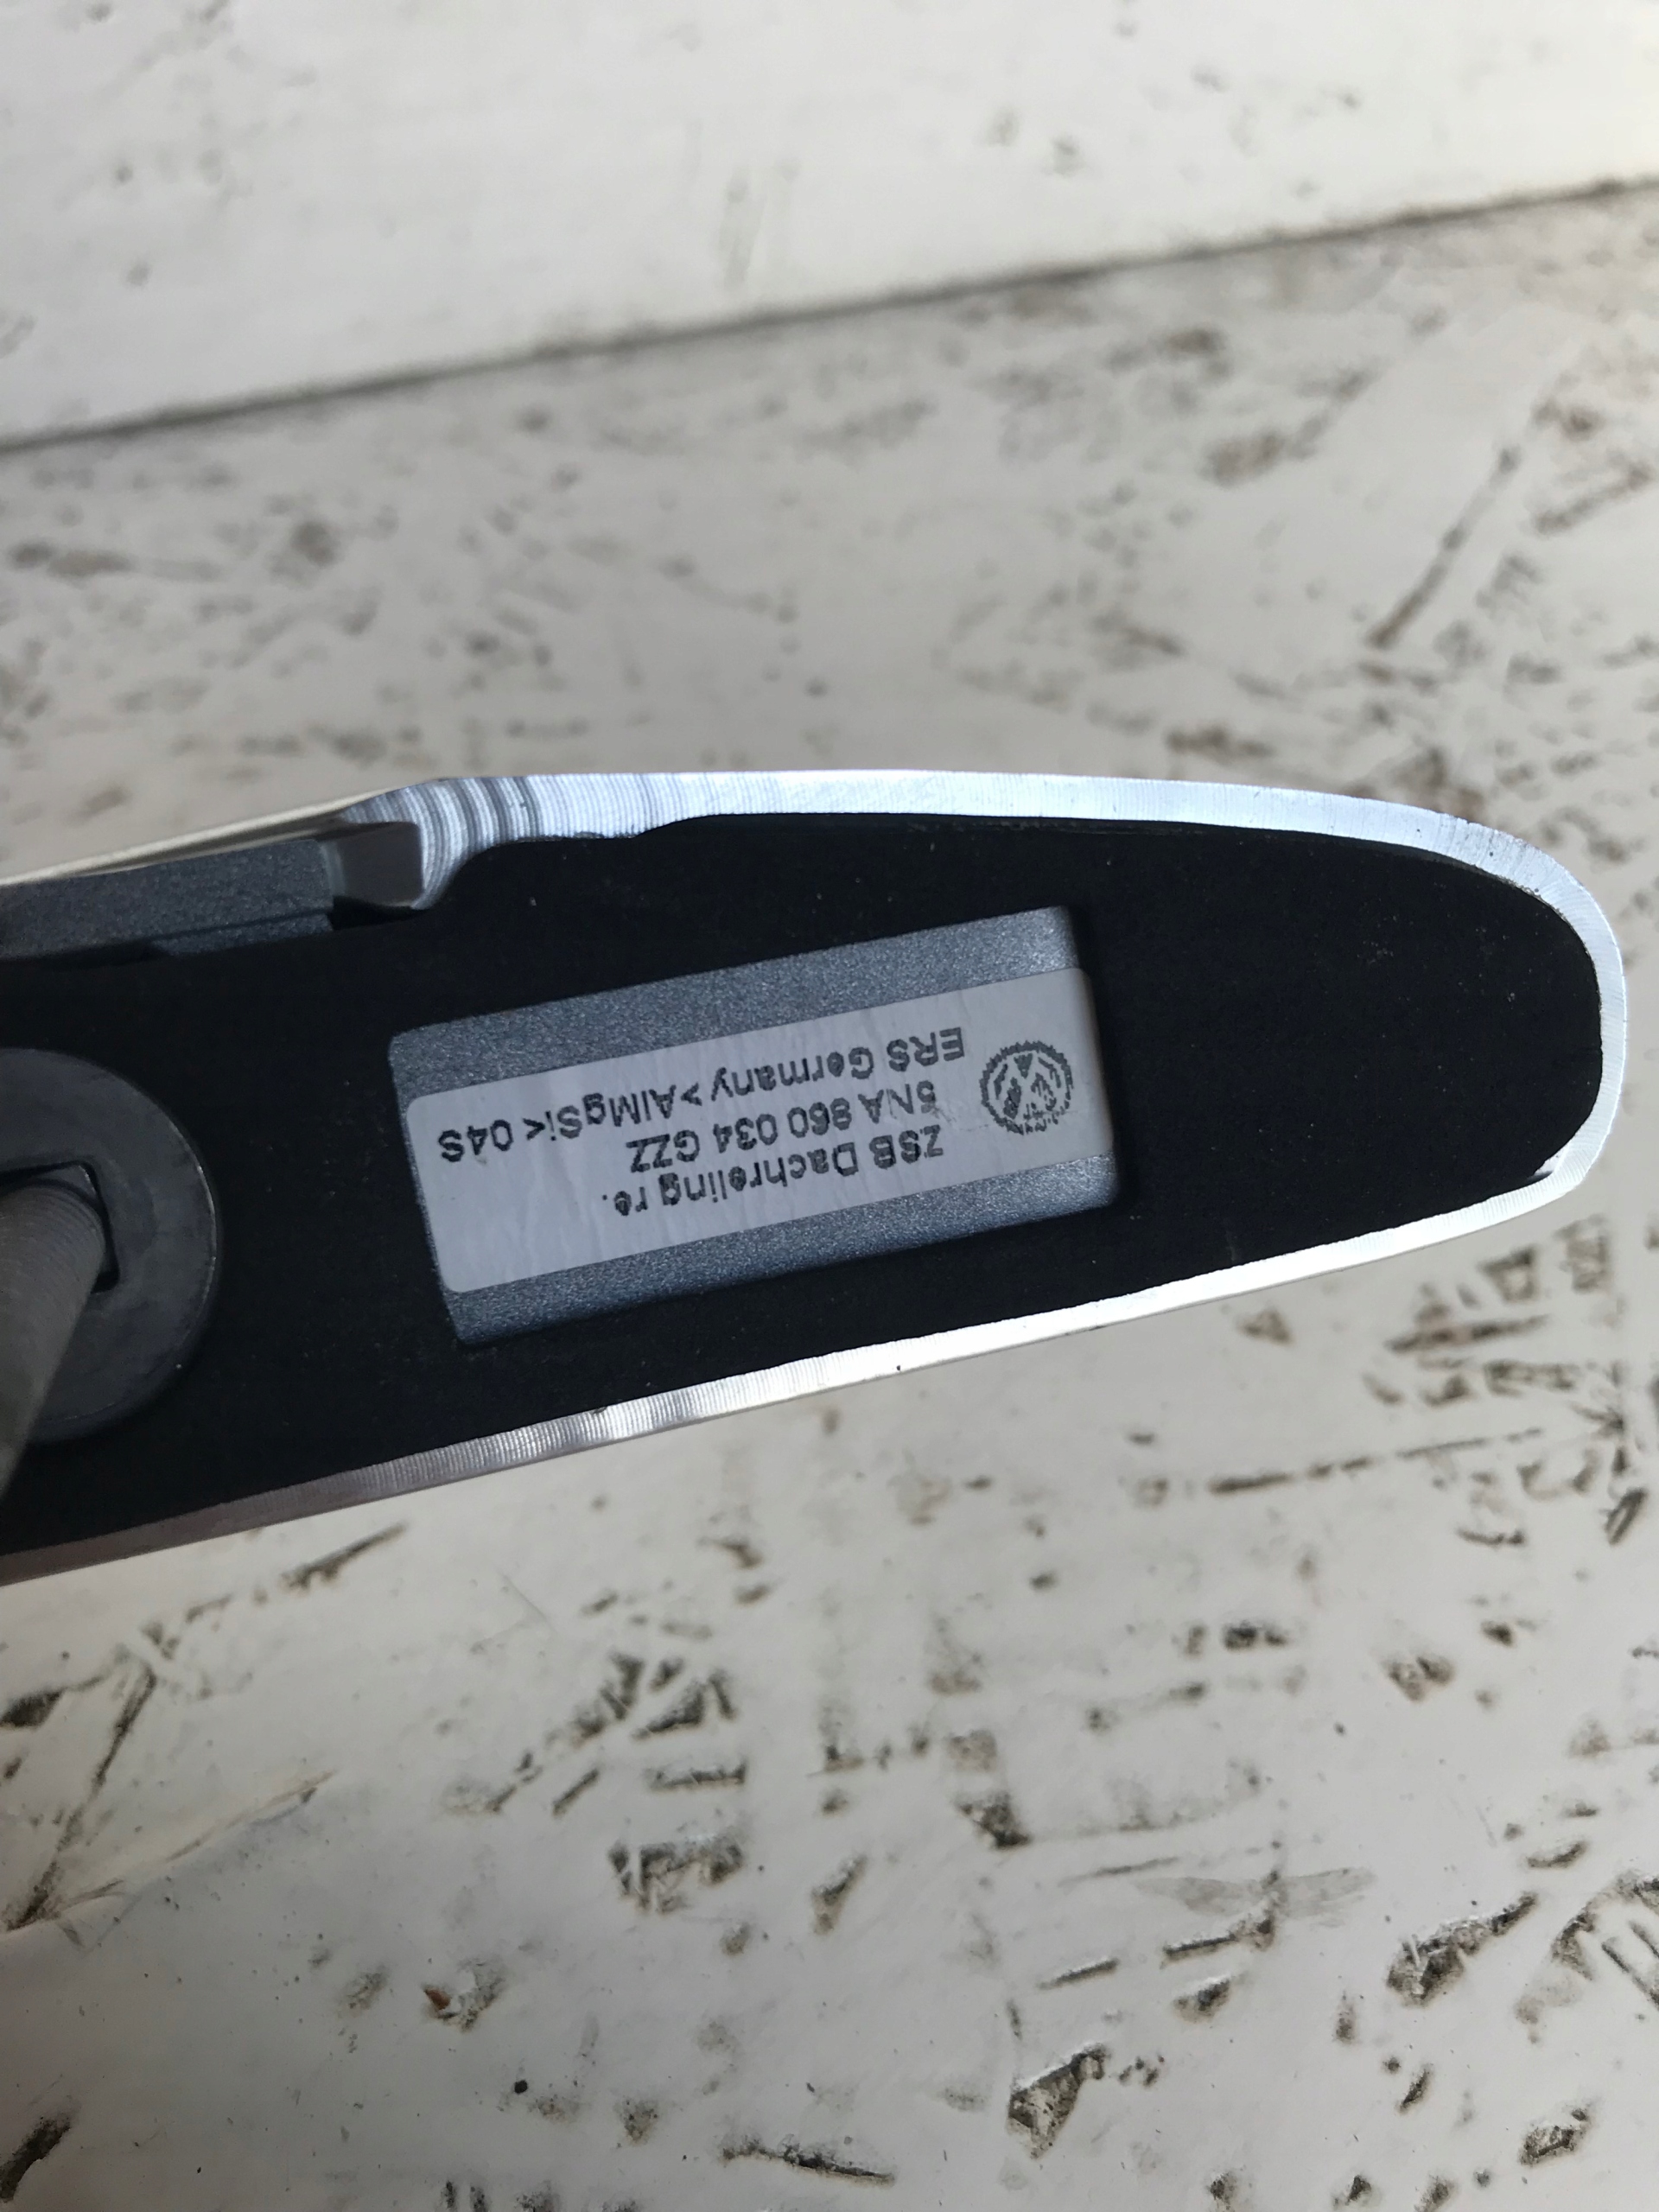 ZSB Dachreling re.
5NA 860 034 GZZ
ERS Germany >AlMgSi< 04S